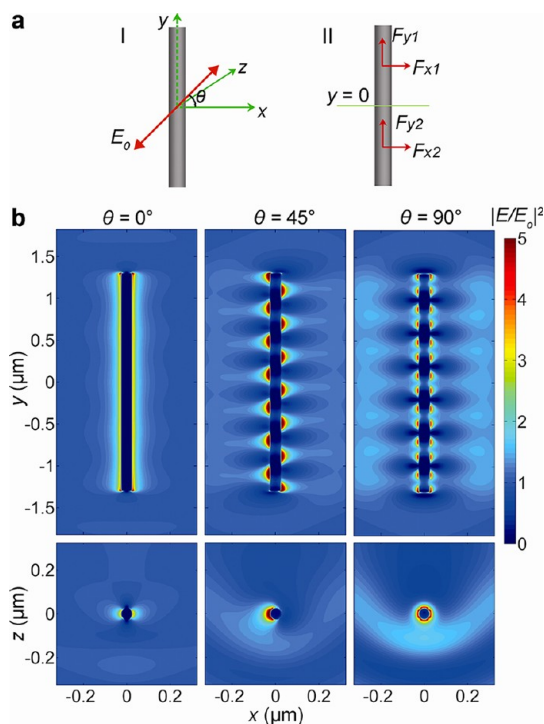 a
I
II
y
z
θ
x
E₀
y = 0
Fy1
Fx1
Fy2
Fx2
b
θ = 0°
θ = 45°
θ = 90°
|E/Eₒ|²
1.5
1
0.5
0
-0.5
-1
-1.5
y (μm)
5
4
3
2
1
0
0.2
0
-0.2
z (μm)
-0.2 0 0.2
-0.2 0 0.2
-0.2 0 0.2
x (μm)